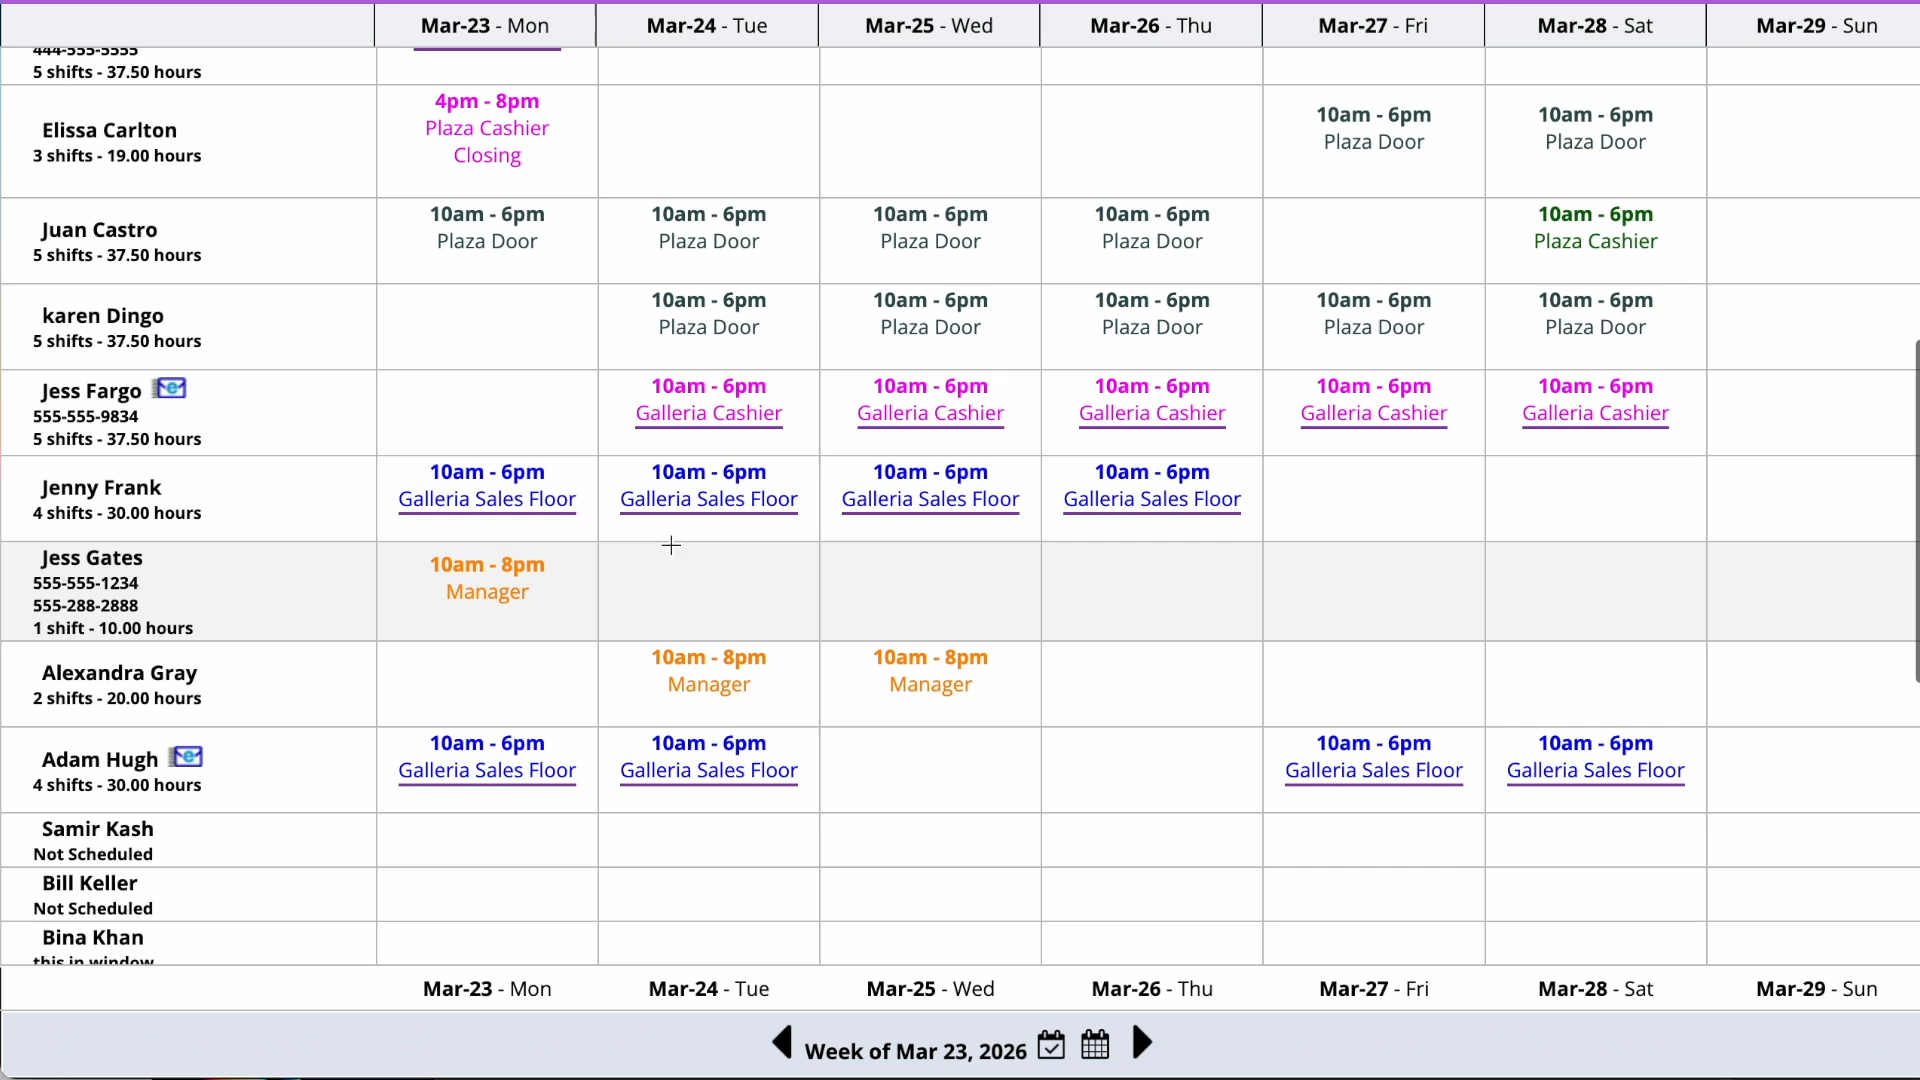 Mar-23 - Mon Mar-24 - Tue Mar-25 - Wed Mar-26 - Thu Mar-27 - Fri Mar-28 - Sat Mar-29 - Sun
444-555-5555
5 shifts - 37.50 hours
4pm - 8pm
Elissa Carlton Plaza Cashier 10am - 6pm 10am - 6pm
3 shifts - 19.00 hours Closing Plaza Door Plaza Door
10am - 6pm 10am - 6pm 10am - 6pm 10am - 6pm 10am - 6pm
Juan Castro Plaza Door Plaza Door Plaza Door Plaza Door Plaza Cashier
5 shifts - 37.50 hours
10am - 6pm 10am - 6pm 10am - 6pm 10am - 6pm 10am - 6pm
karen Dingo Plaza Door Plaza Door Plaza Door Plaza Door Plaza Door
5 shifts - 37.50 hours
Jess Fargo 10am - 6pm 10am - 6pm 10am - 6pm 10am - 6pm 10am - 6pm
555-555-9834 Galleria Cashier Galleria Cashier Galleria Cashier Galleria Cashier Galleria Cashier
5 shifts - 37.50 hours
10am - 6pm 10am - 6pm 10am - 6pm 10am - 6pm
Jenny Frank Galleria Sales Floor Galleria Sales Floor Galleria Sales Floor Galleria Sales Floor
4 shifts - 30.00 hours
Jess Gates 10am - 8pm
555-555-1234 Manager
555-288-2888
1 shift - 10.00 hours
10am - 8pm 10am - 8pm
Alexandra Gray Manager Manager
2 shifts - 20.00 hours
10am - 6pm 10am - 6pm 10am - 6pm 10am - 6pm
Adam Hugh Galleria Sales Floor Galleria Sales Floor Galleria Sales Floor Galleria Sales Floor
4 shifts - 30.00 hours
Samir Kash
Not Scheduled
Bill Keller
Not Scheduled
Bina Khan
this in window
Mar-23 - Mon Mar-24 - Tue Mar-25 - Wed Mar-26 - Thu Mar-27 - Fri Mar-28 - Sat Mar-29 - Sun
Week of Mar 23, 2026